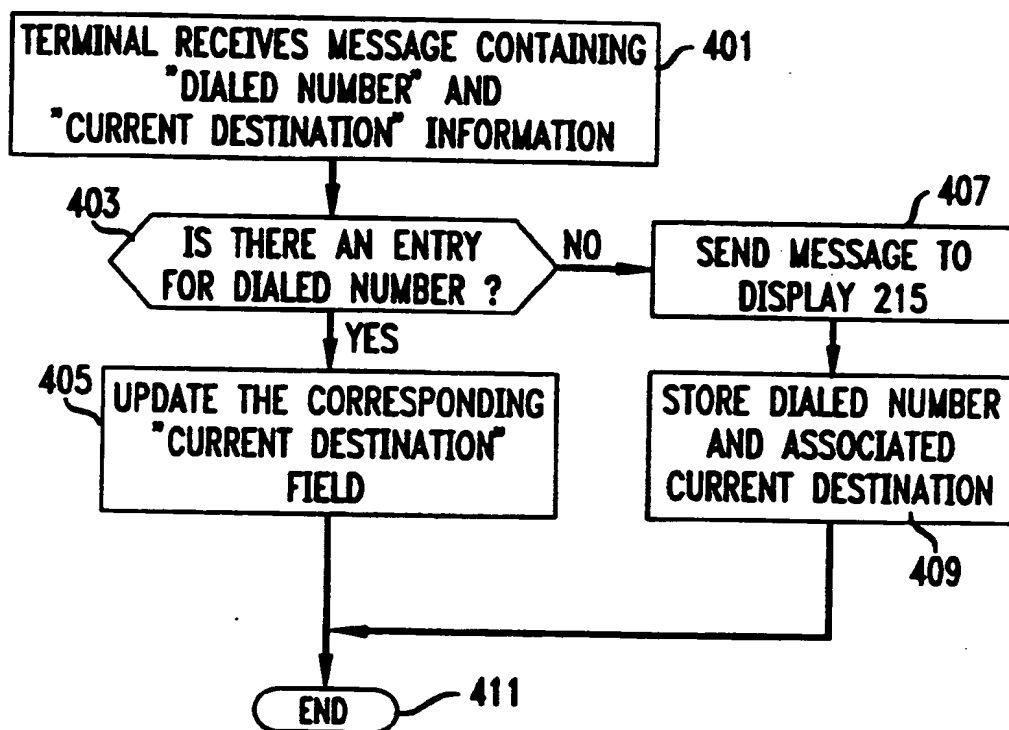 TERMINAL RECEIVES MESSAGE CONTAINING
"DIALED NUMBER" AND
"CURRENT DESTINATION" INFORMATION
401
403
IS THERE AN ENTRY
FOR DIALED NUMBER ?
NO
407
SEND MESSAGE TO
DISPLAY 215
YES
405
UPDATE THE CORRESPONDING
"CURRENT DESTINATION"
FIELD
STORE DIALED NUMBER
AND ASSOCIATED
CURRENT DESTINATION
409
END
411